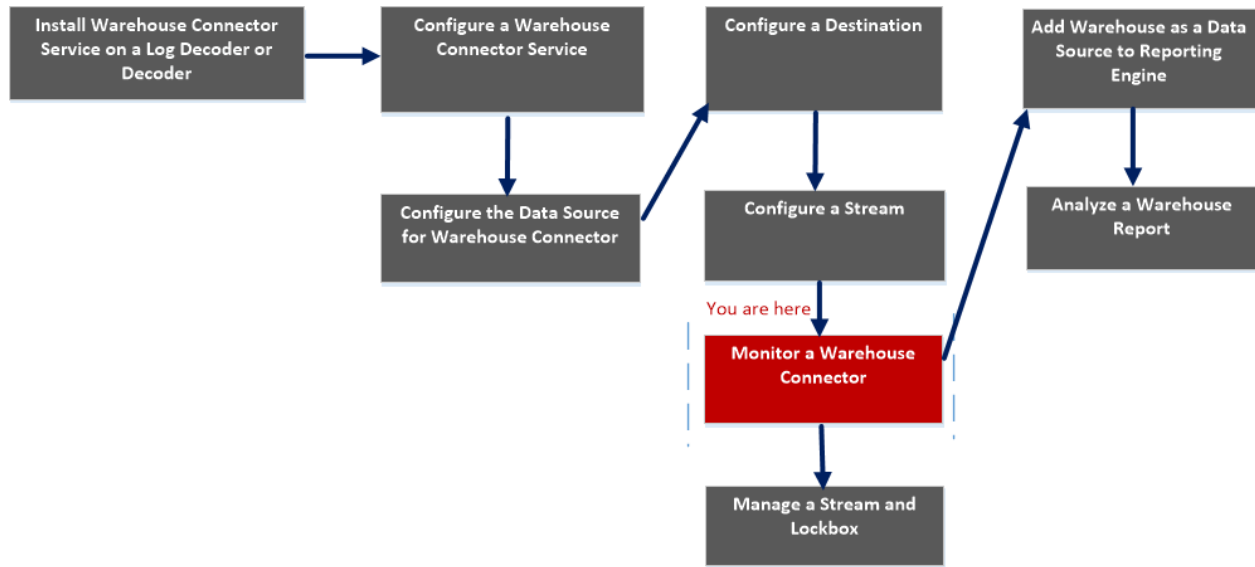 Install Warehouse Connector
Service on a Log Decoder or
Decoder
Configure a Warehouse
Connector Service
Configure the Data Source
for Warehouse Connector
Configure a Destination
Configure a Stream
You are here
Monitor a Warehouse
Connector
Manage a Stream and
Lockbox
Add Warehouse as a Data
Source to Reporting
Engine
Analyze a Warehouse
Report